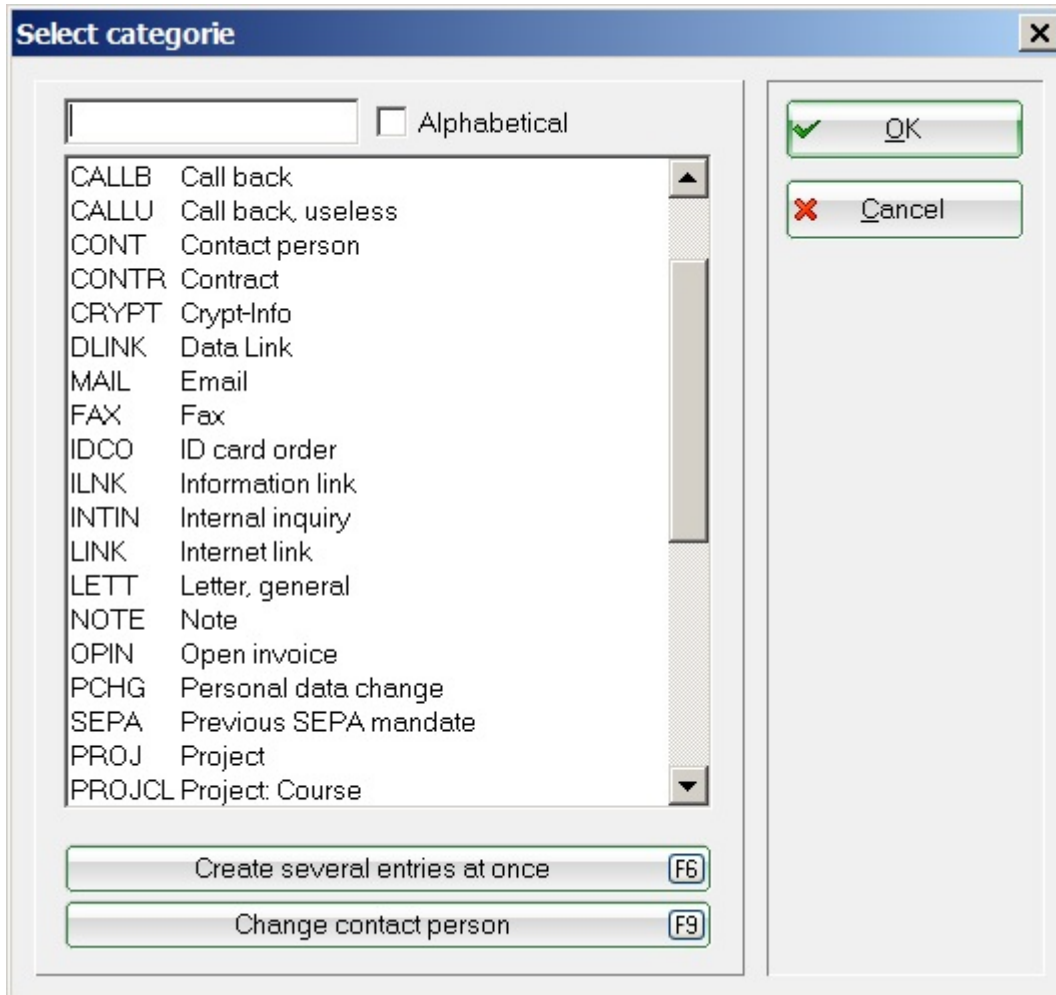 Select categorie
Alphabetical
OK
Cancel
CALLB Call back
CALLU Call back, useless
CONT Contact person
CONTR Contract
CRYPT Crypt-Info
DLINK Data Link
MAIL Email
FAX Fax
IDCO ID card order
ILNK Information link
INTIN Internal inquiry
LINK Internet link
LETT Letter, general
NOTE Note
OPIN Open invoice
PCHG Personal data change
SEPA Previous SEPA mandate
PROJ Project
PROJCL Project: Course
Create several entries at once F6
Change contact person F9